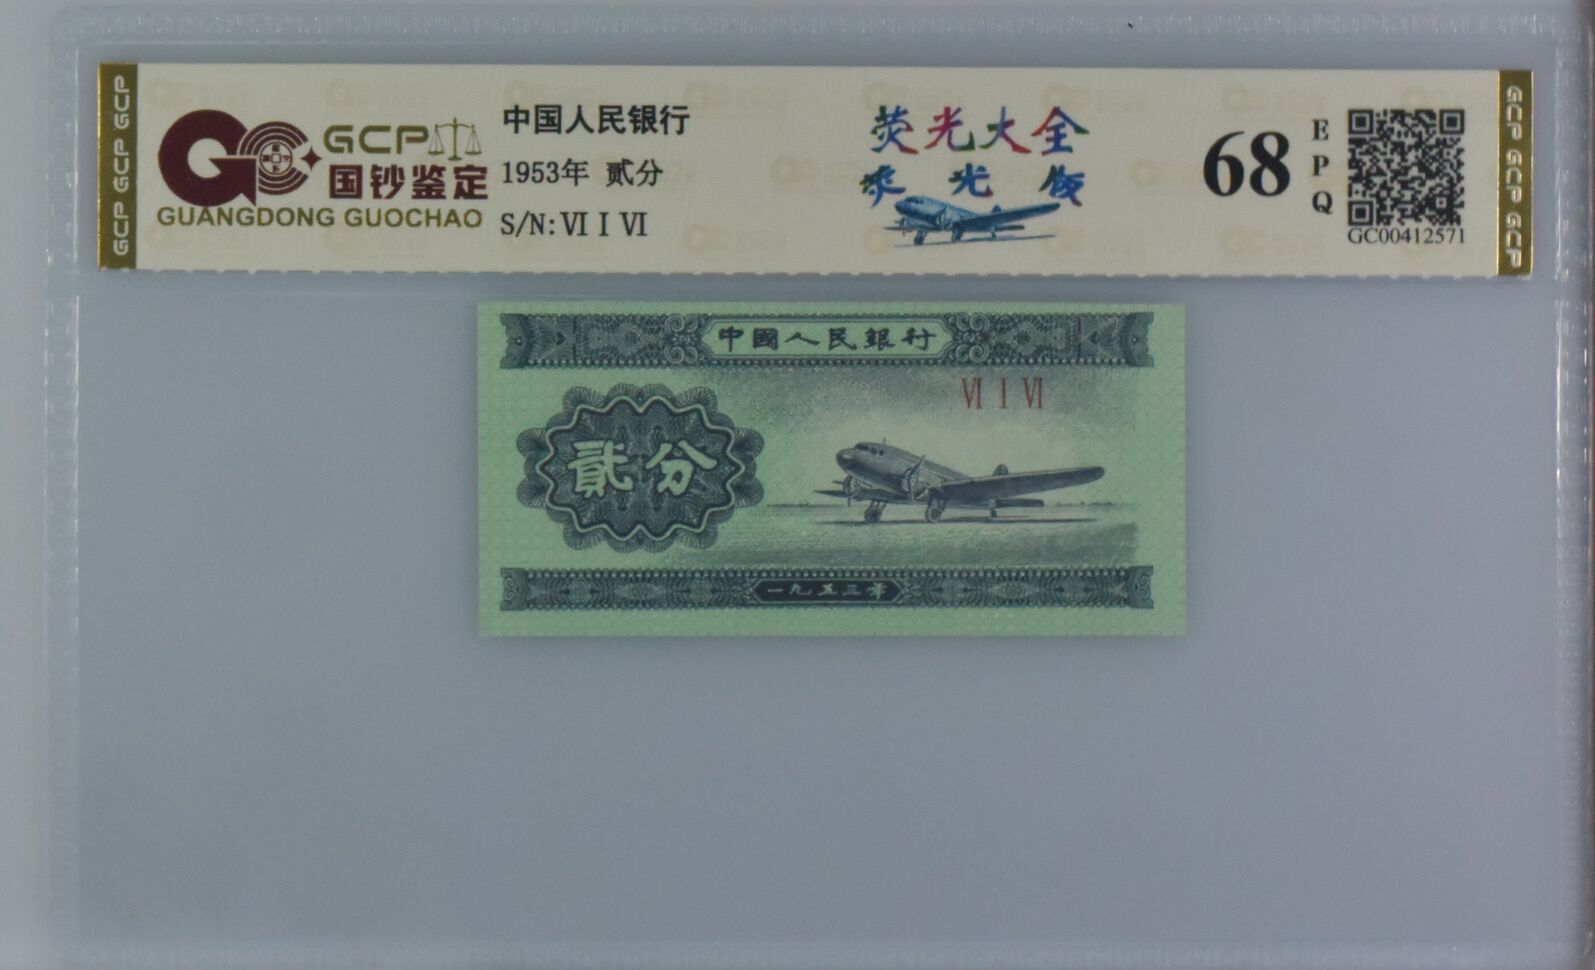 GCP GCP GCP
GCP
国钞鉴定
GUANGDONG GUOCHAO
中国人民银行
1953年 贰分
S/N: VI I VI
荧光大全
荧光版
68
EPQ
GC00412571
GCP GCP GCP
中國人民銀行
VI I VI
貳分
一九五三年